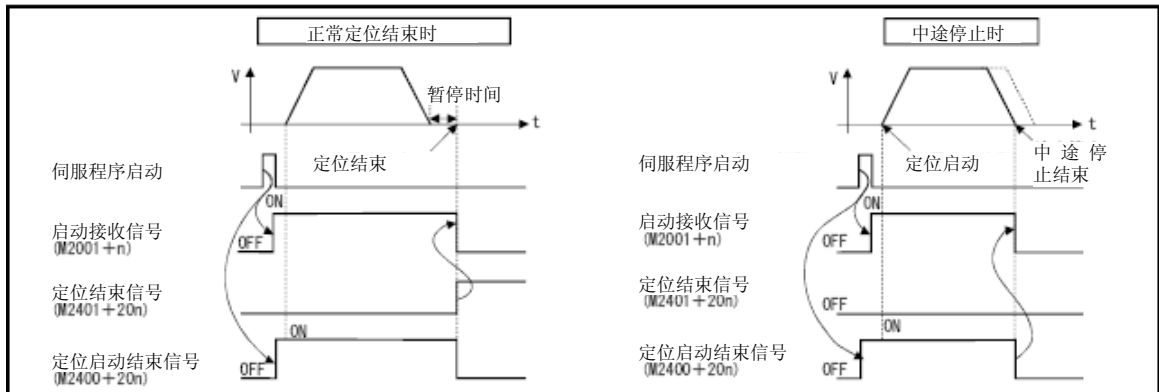 正常定位结束时
V
暂停时间
t
定位结束
伺服程序启动
ON
启动接收信号
OFF
(M2001+n)
定位结束信号
(M2401+20n)
ON
定位启动结束信号
OFF
(M2400+20n)
中途停止时
V
t
定位启动
中 途 停
止结束
伺服程序启动
ON
启动接收信号
OFF
(M2001+n)
定位结束信号
(M2401+20n)
OFF
ON
定位启动结束信号
OFF
(M2400+20n)